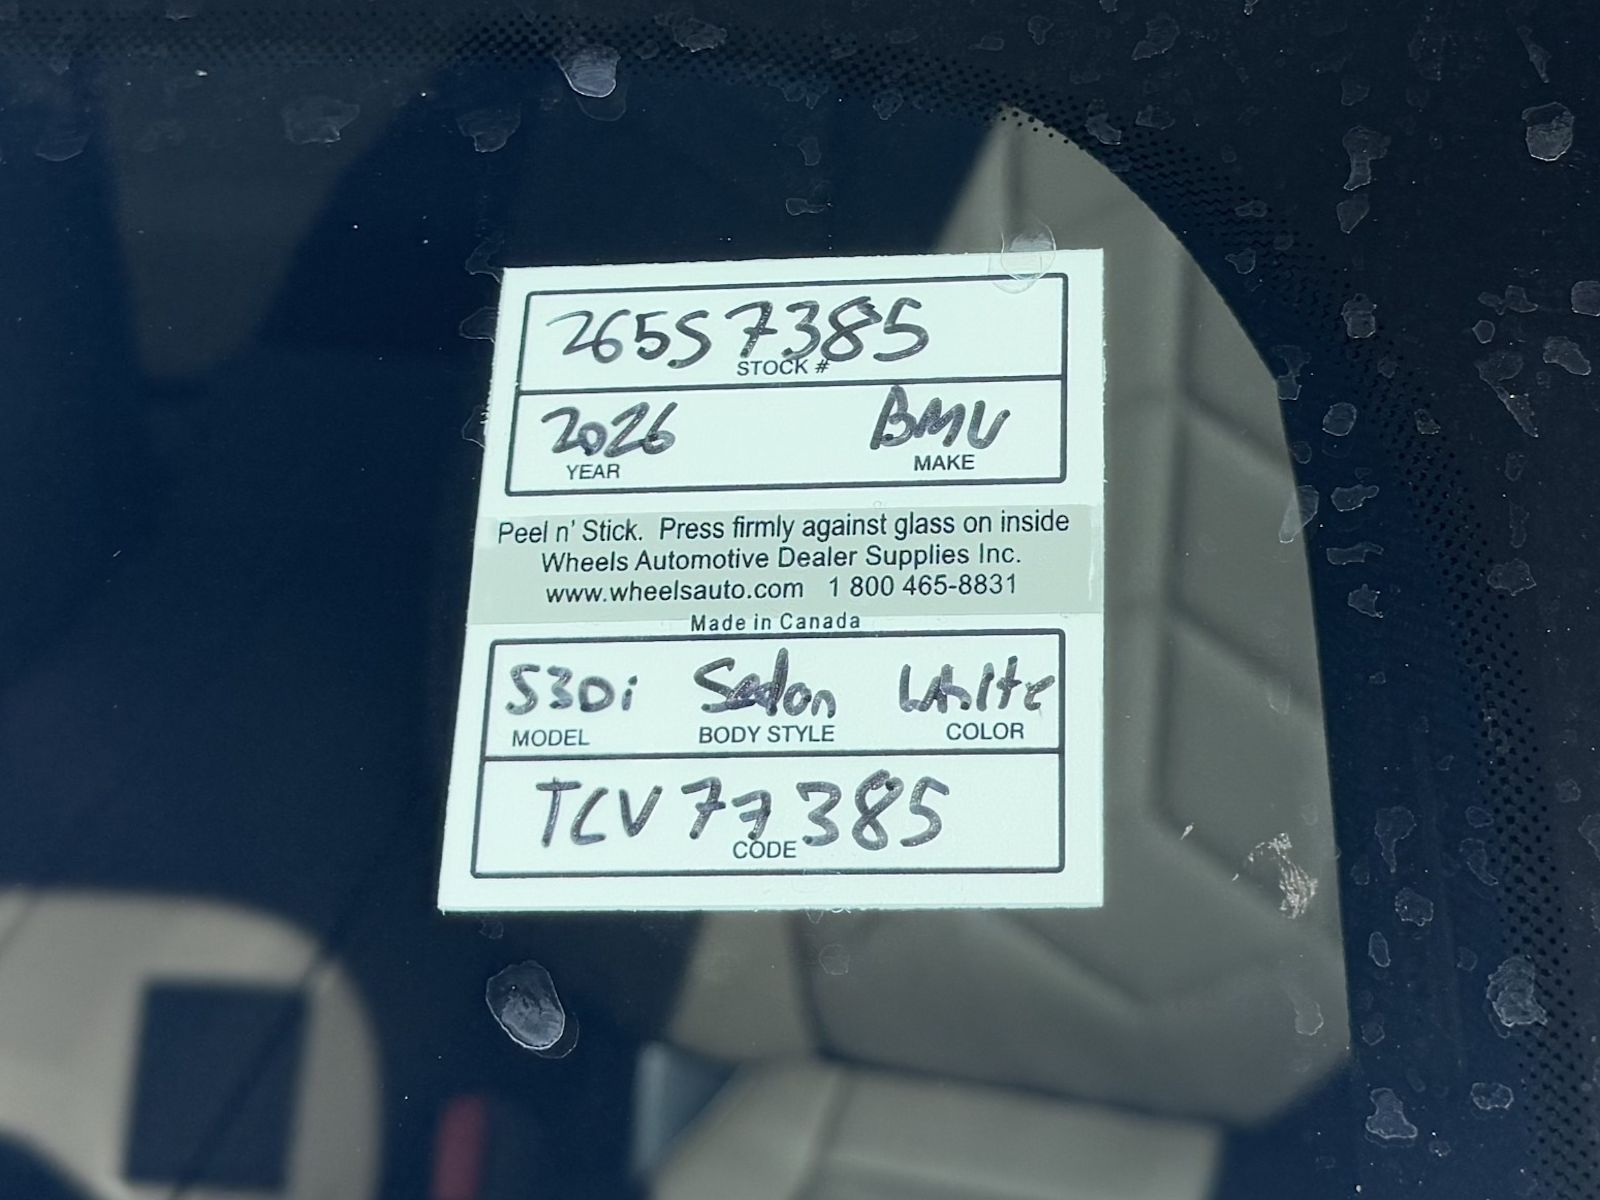 265S7385
STOCK #
2026 BMW
YEAR MAKE
Peel n' Stick. Press firmly against glass on inside
Wheels Automotive Dealer Supplies Inc.
www.wheelsauto.com 1 800 465-8831
Made in Canada
530i Sedan White
MODEL BODY STYLE COLOR
TCV77385
CODE